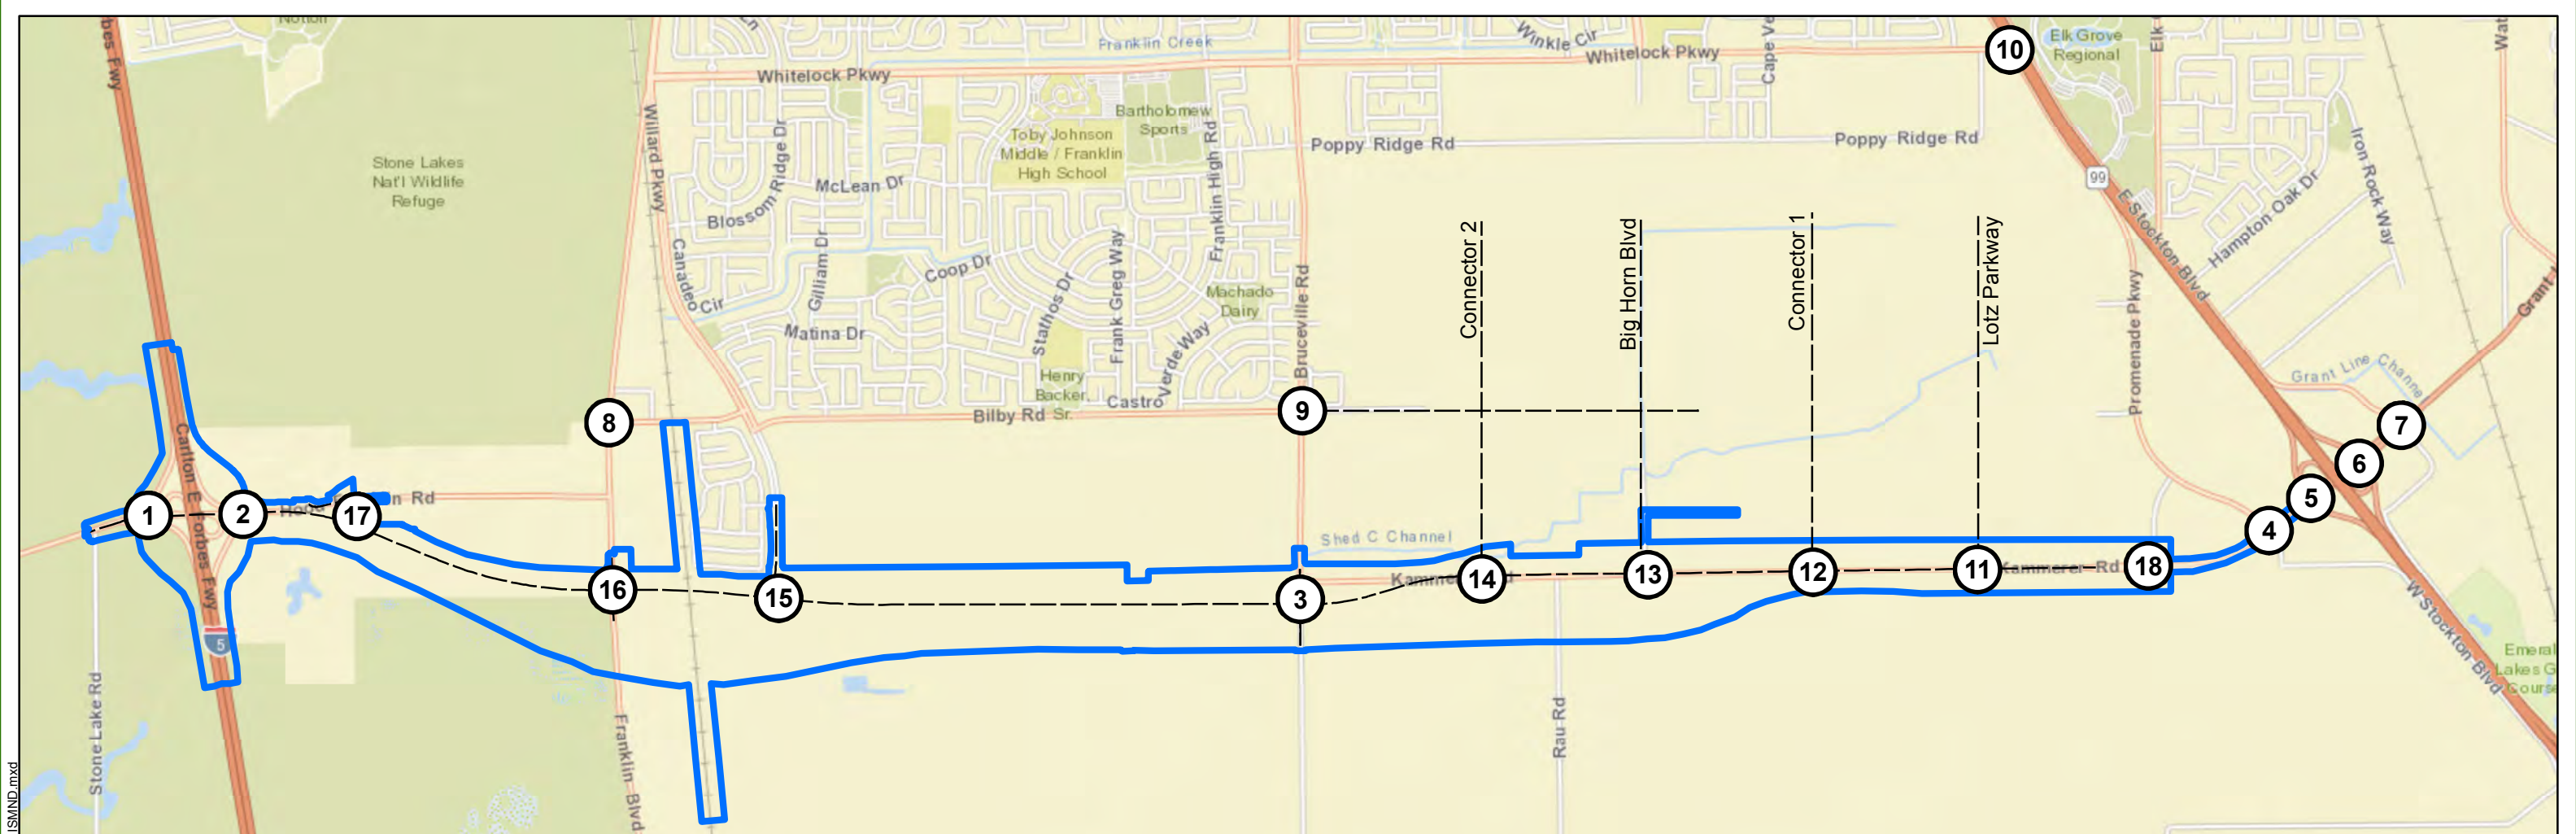 Franklin Creek
Winkle Cir
Whitelock Pkwy
Whitelock Pkwy
10
Elk Grove
Regional
Bartholomew
Sports
Toby Johnson
Middle / Franklin
High School
Stone Lakes
Nat'l Wildlife
Refuge
Willard Pkwy
Blossom Ridge Dr
McLean Dr
Franklin High Rd
Poppy Ridge Rd
Poppy Ridge Rd
99
E Stockton Blvd
Hampton Oak Dr
Iron Rock Way
Canadeo Cir
Gilliam Dr
Coop Dr
Stathos Dr
Frank Greg Way
Machado
Dairy
Matina Dr
Verde Way
Bruceville Rd
Connector 2
Big Horn Blvd
Connector 1
Lotz Parkway
Promenade Pkwy
Grant Line Channel
Henry
Backer,
Sr.
Castro
Bilby Rd
8
9
7
6
5
4
Carlton E Forbes Fwy
1
2
17
n Rd
Shed C Channel
16
15
3
14
13
12
11
Kammerer Rd
18
5
W Stockton Blvd
Stone Lake Rd
Franklin Blvd
Rau Rd
ISMND.mxd